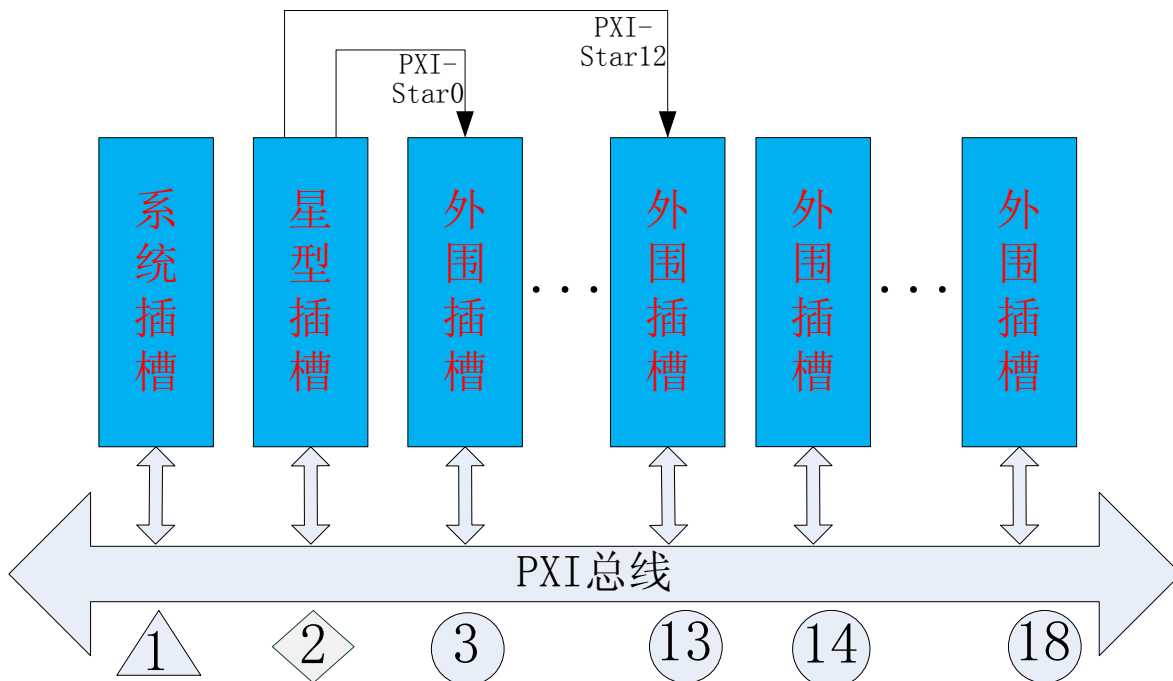 PXI-
Star12
PXI-
Star0
系统插槽
星型插槽
外围插槽
...
外围插槽
外围插槽
...
外围插槽
PXI总线
1
2
3
13
14
18